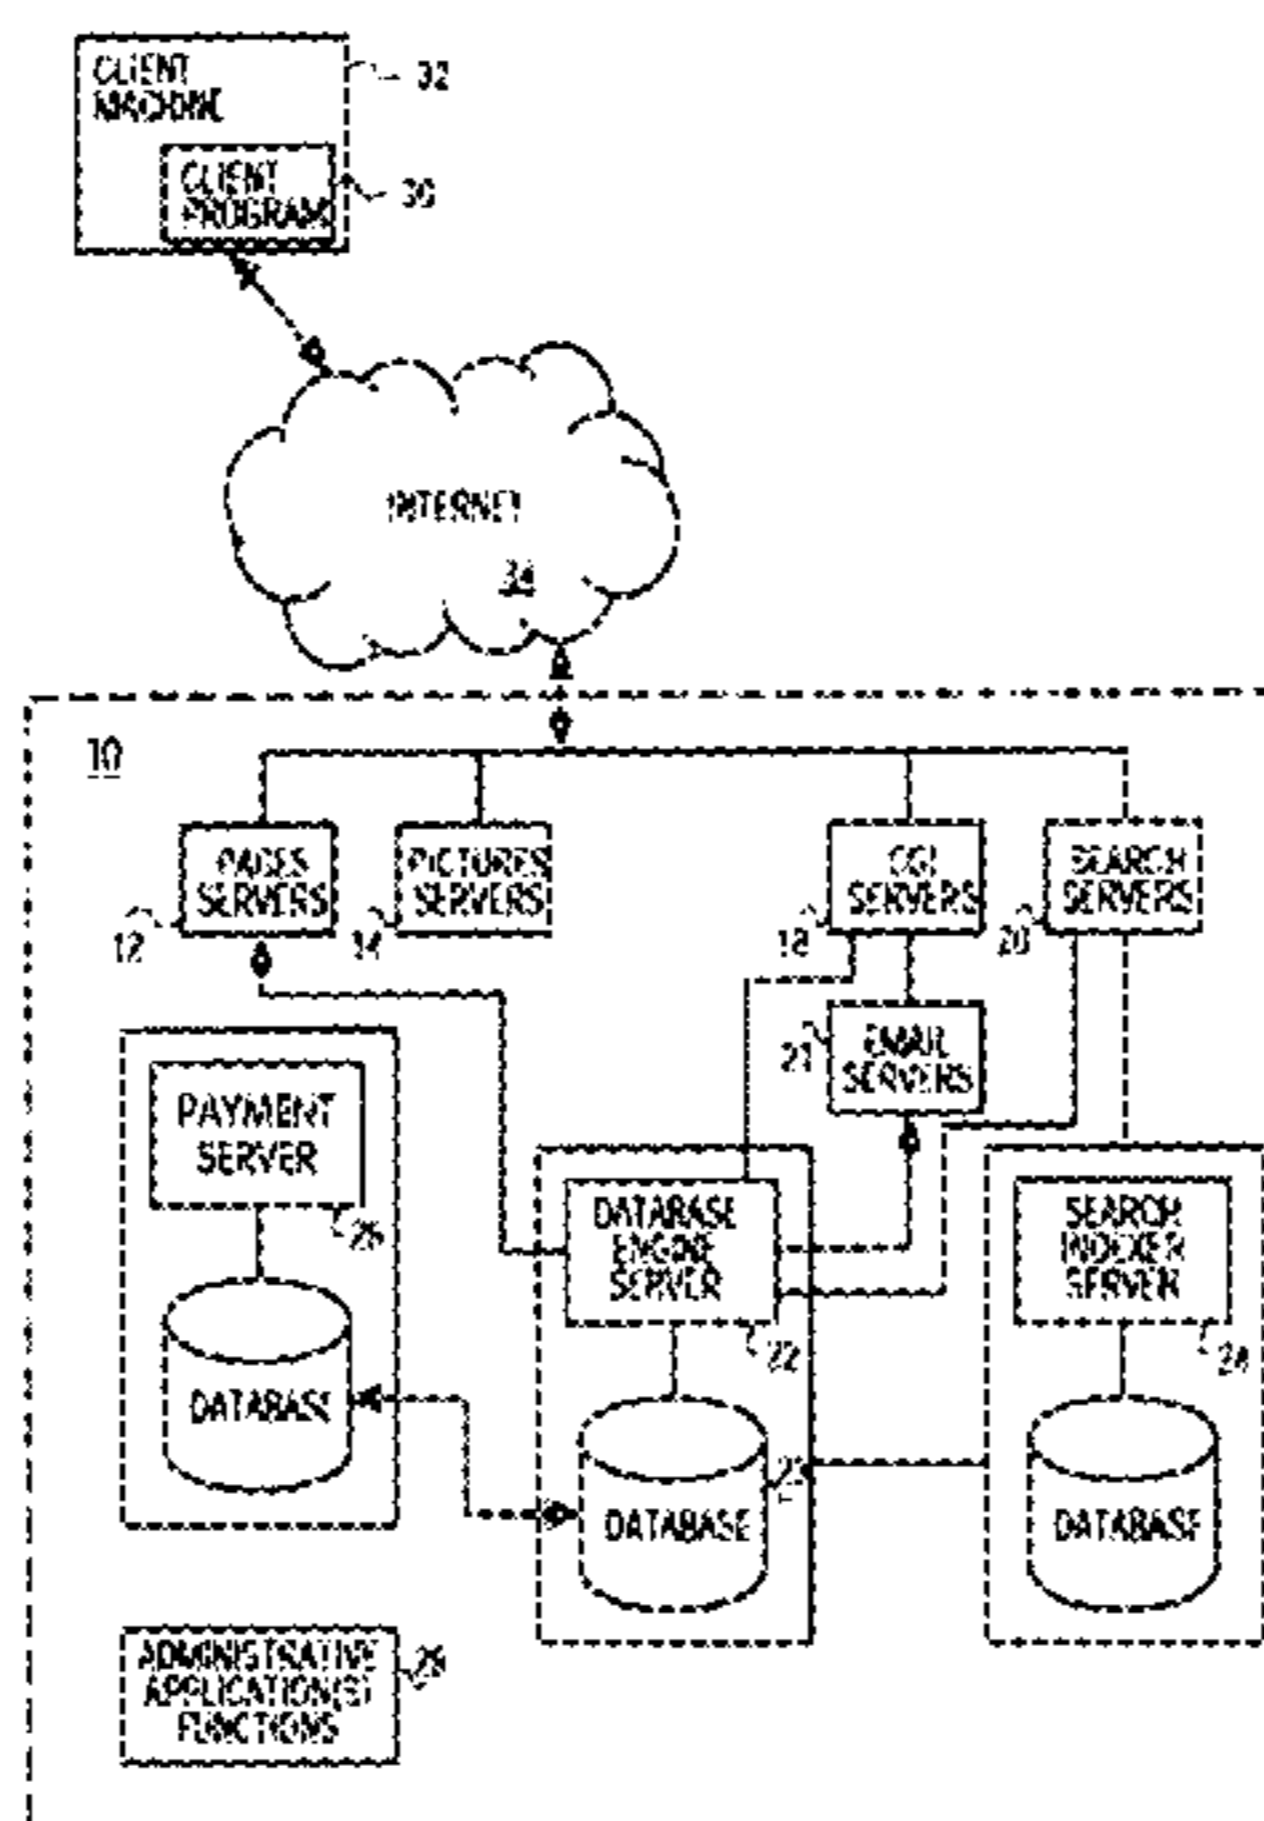 CLIENT
MACHINE
32
CLIENT
PROGRAM
30
INTERNET
34
10
PAGES
SERVERS
12
PICTURES
SERVERS
14
CGI
SERVERS
18
SEARCH
SERVERS
20
EMAIL
SERVERS
21
PAYMENT
SERVER
26
DATABASE
ENGINE
SERVER
22
SEARCH
INDEXER
SERVER
24
DATABASE
DATABASE
23
DATABASE
ADMINISTRATIVE
APPLICATION(S)
FUNCTIONS
28